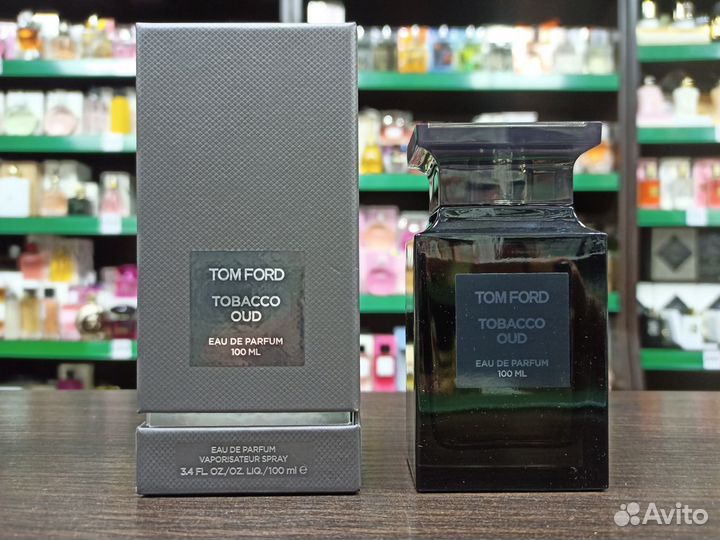 TOM FORD
TOBACCO
OUD
EAU DE PARFUM
100 ML
EAU DE PARFUM
VAPORISATEUR SPRAY
3.4 FL. OZ./OZ. LIQ./100 ml ℮
TOM FORD
TOBACCO
OUD
EAU DE PARFUM
100 ML
Avito